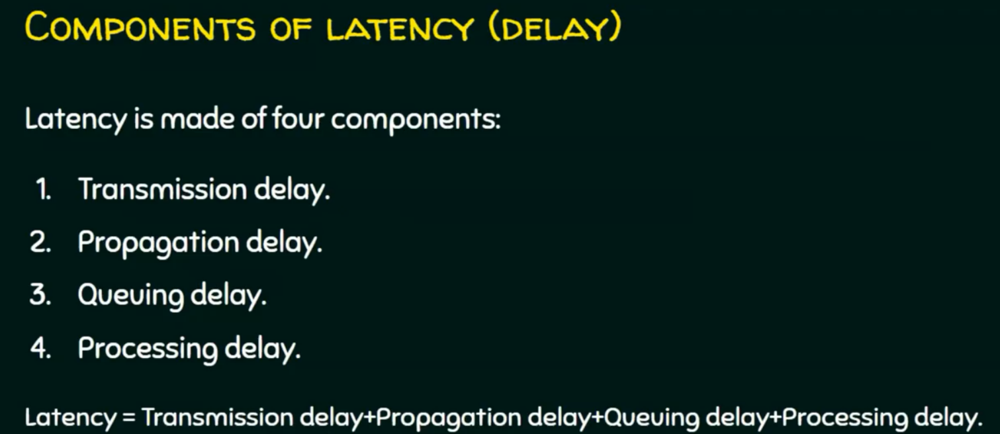 COMPONENTS OF LATENCY (DELAY)
Latency is made of four components:
1. Transmission delay.
2. Propagation delay.
3. Queuing delay.
4. Processing delay.
Latency = Transmission delay+Propagation delay+Queuing delay+Processing delay.